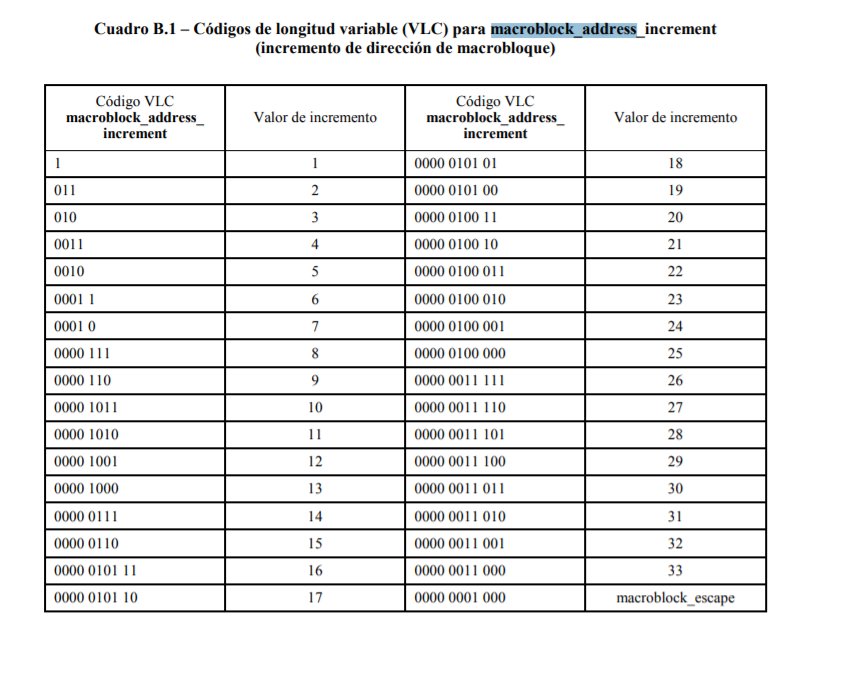 Cuadro B.1 – Códigos de longitud variable (VLC) para macroblock_address_increment
(incremento de dirección de macrobloque)
Código VLC macroblock_address_increment Valor de incremento Código VLC macroblock_address_increment Valor de incremento
1 1 0000 0101 01 18
011 2 0000 0101 00 19
010 3 0000 0100 11 20
0011 4 0000 0100 10 21
0010 5 0000 0100 011 22
0001 1 6 0000 0100 010 23
0001 0 7 0000 0100 001 24
0000 111 8 0000 0100 000 25
0000 110 9 0000 0011 111 26
0000 1011 10 0000 0011 110 27
0000 1010 11 0000 0011 101 28
0000 1001 12 0000 0011 100 29
0000 1000 13 0000 0011 011 30
0000 0111 14 0000 0011 010 31
0000 0110 15 0000 0011 001 32
0000 0101 11 16 0000 0011 000 33
0000 0101 10 17 0000 0001 000 macroblock_escape